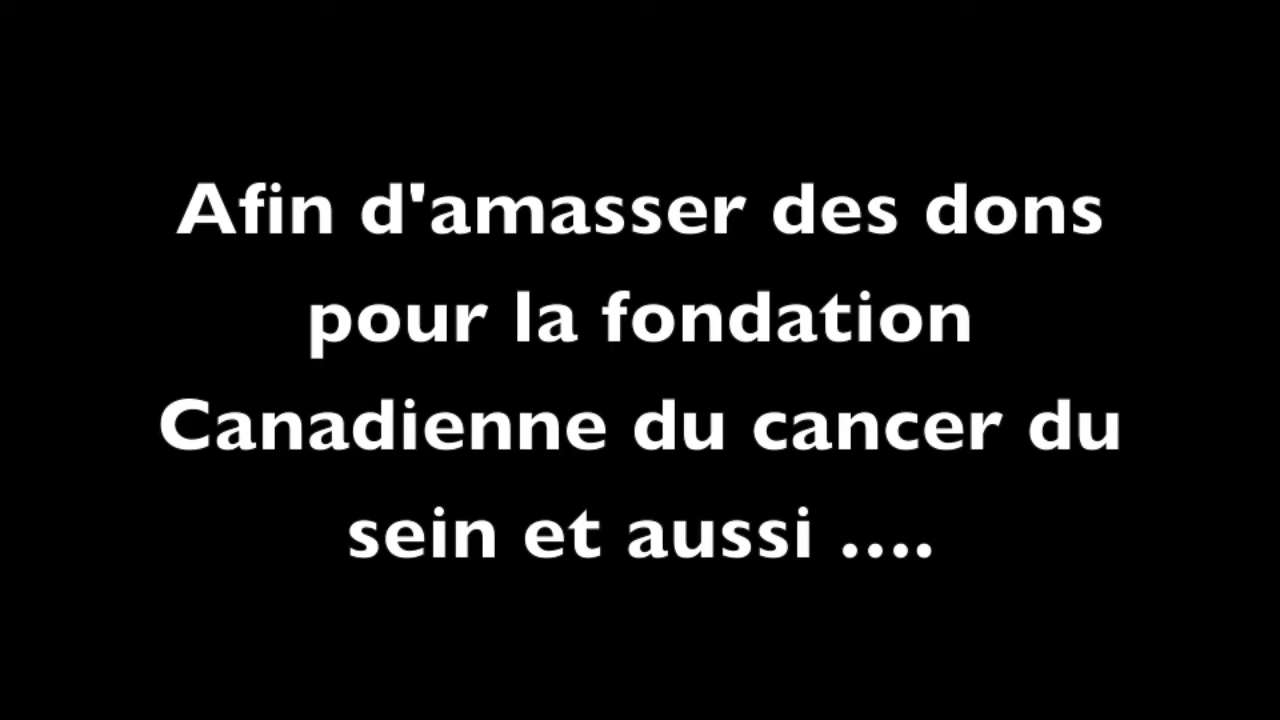 Afin d'amasser des dons
pour la fondation
Canadienne du cancer du
sein et aussi ....